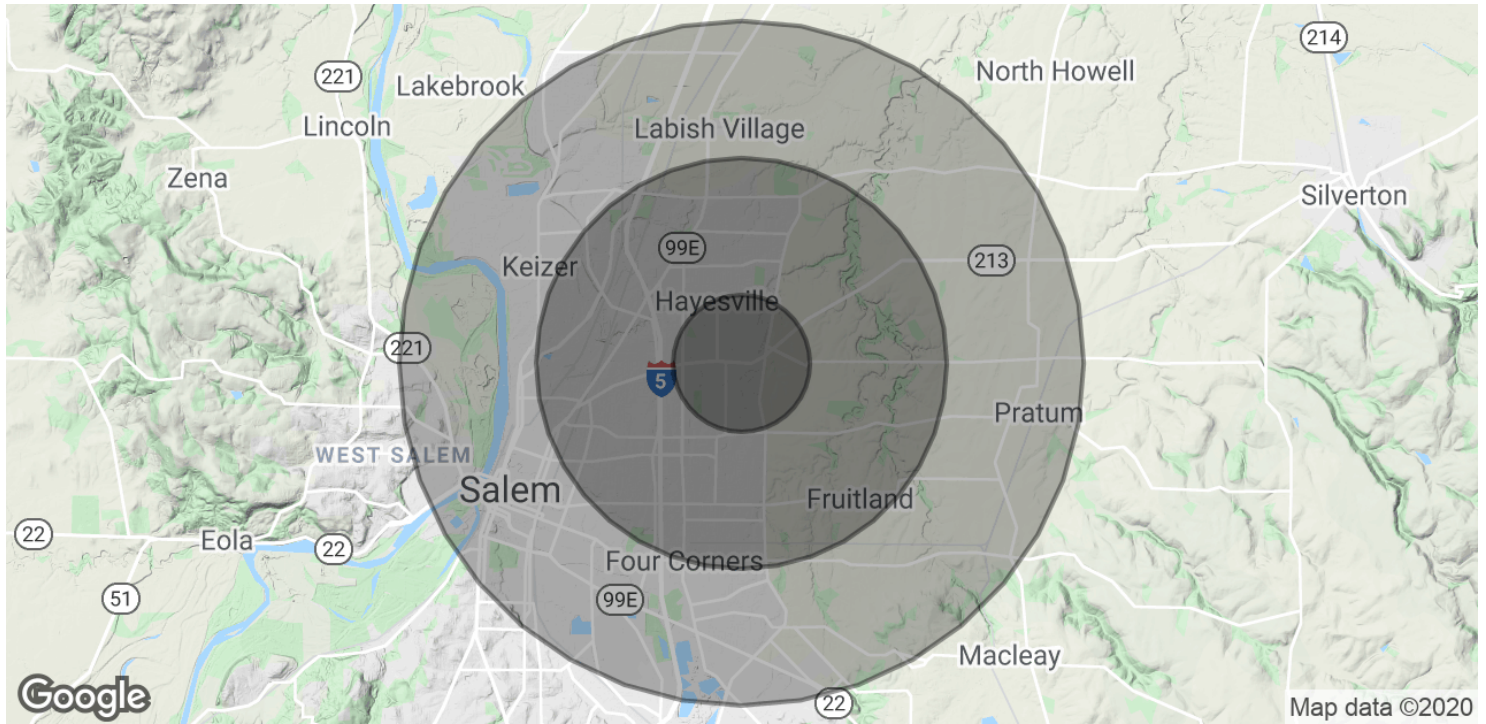 214
North Howell
221
Lakebrook
Lincoln
Labish Village
Zena
Silverton
99E
213
Keizer
Hayesville
221
5
Pratum
WEST SALEM
Salem
Fruitland
22
Eola
22
Four Corners
51
99E
Macleay
22
Google
Map data ©2020